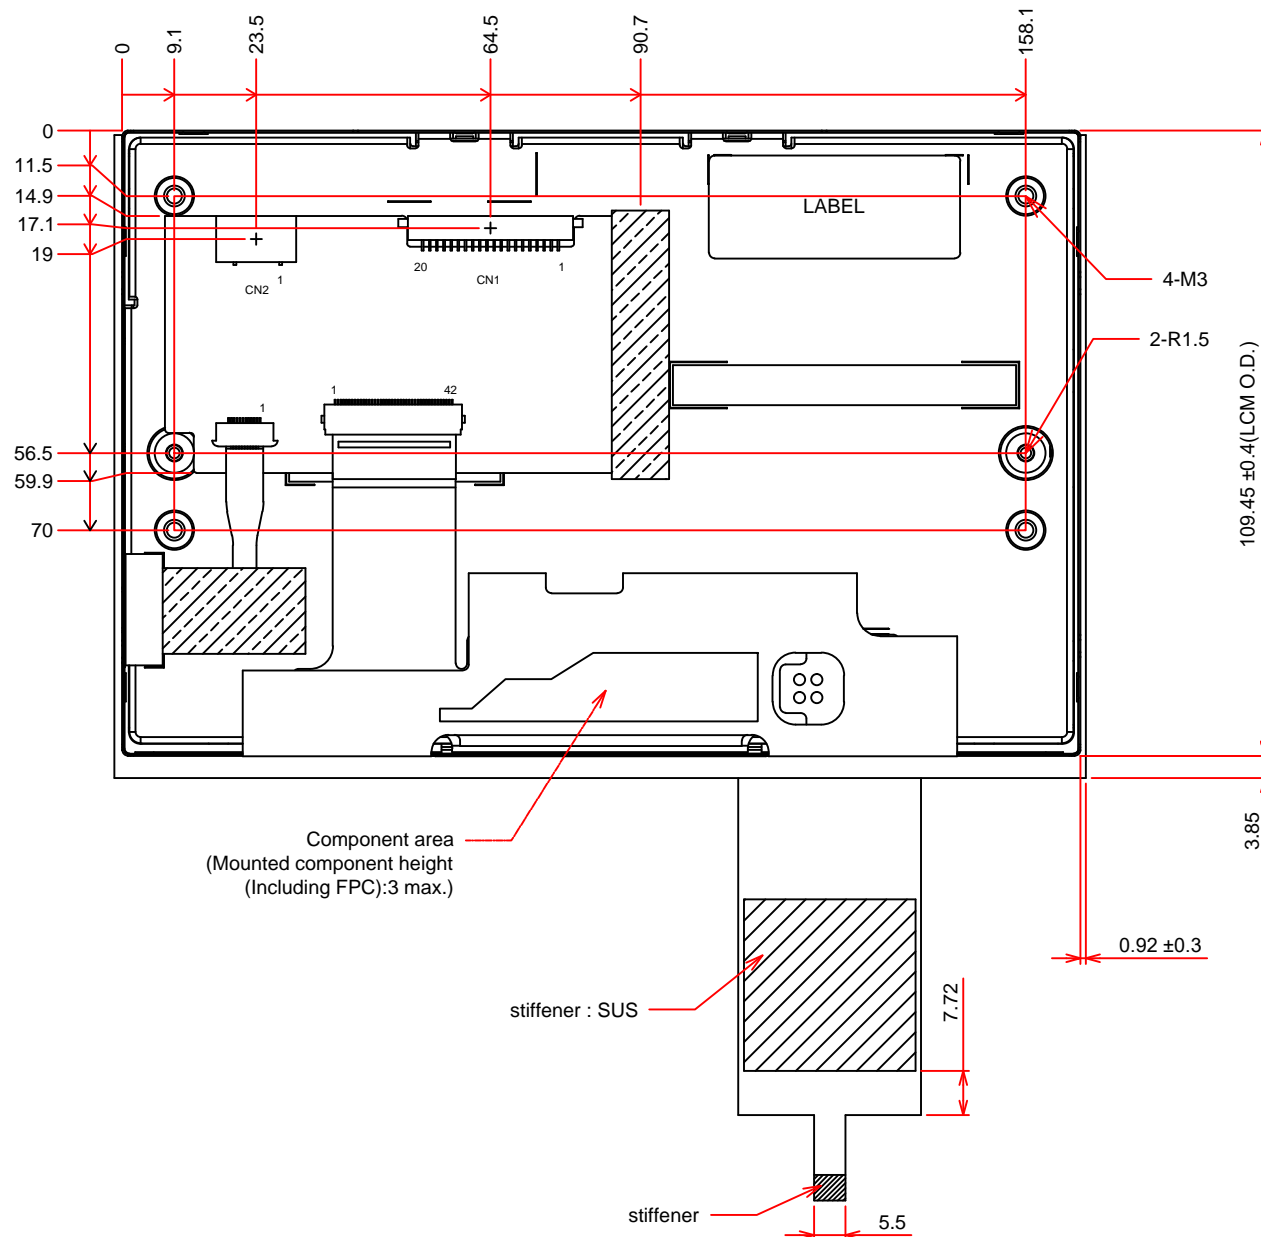 0
9.1
23.5
64.5
90.7
158.1
0
11.5
14.9
17.1
19
56.5
59.9
70
LABEL
20
1
CN1
1
CN2
1
42
1
4-M3
2-R1.5
109.45 ±0.4(LCM O.D.)
3.85
0.92 ±0.3
Component area
(Mounted component height
(Including FPC):3 max.)
stiffener : SUS
7.72
stiffener
5.5